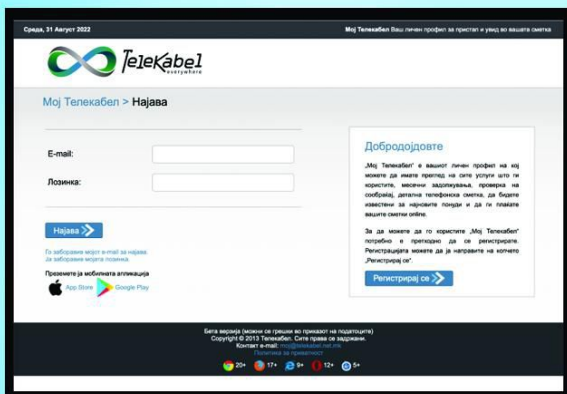 Среда, 31 Август 2022
Мој Телекабел Ваш личен профил за пристап и увид во вашата сметка
TeleKabel
everywhere
Мој Телекабел > Најава
E-mail:
Лозинка:
Најава
Го заборавив мојот e-mail за најава.
Ја заборавив мојата лозинка.
Преземете ја мобилната апликација
App Store
Google Play
Добродојдовте
„Мој Телекабел“ е вашиот личен профил на кој
можете да имате преглед на сите услуги што ги
користите, месечни задолжувања, проверка на
сообраќај, детална телефонска сметка, да бидете
известени за најновите понуди и да ги плаќате
вашите сметки online.
За да можете да го користите „Мој Телекабел“
потребно е претходно да се регистрирате.
Регистрацијата можете да ја направите на копчето
„Регистрирај се“.
Регистрирај се
Бета верзија (можни се грешки во приказот на податоците)
Copyright © 2013 Телекабел. Сите права се задржани.
Контакт e-mail: moj@telekabel.net.mk
Политика за приватност
20+ 17+ 9+ 12+ 5+